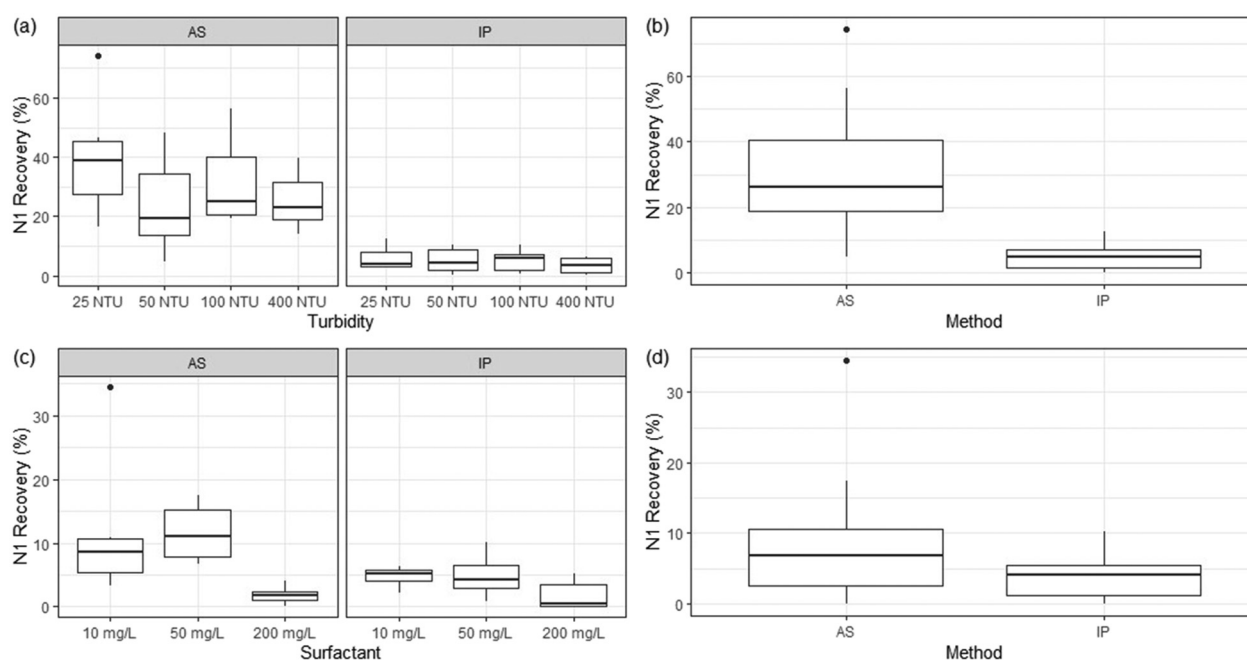 (a)
AS
IP
N1 Recovery (%)
60
40
20
0
25 NTU 50 NTU 100 NTU 400 NTU
25 NTU 50 NTU 100 NTU 400 NTU
Turbidity
(b)
N1 Recovery (%)
60
40
20
0
AS
IP
Method
(c)
AS
IP
N1 Recovery (%)
30
20
10
0
10 mg/L 50 mg/L 200 mg/L
10 mg/L 50 mg/L 200 mg/L
Surfactant
(d)
N1 Recovery (%)
30
20
10
0
AS
IP
Method